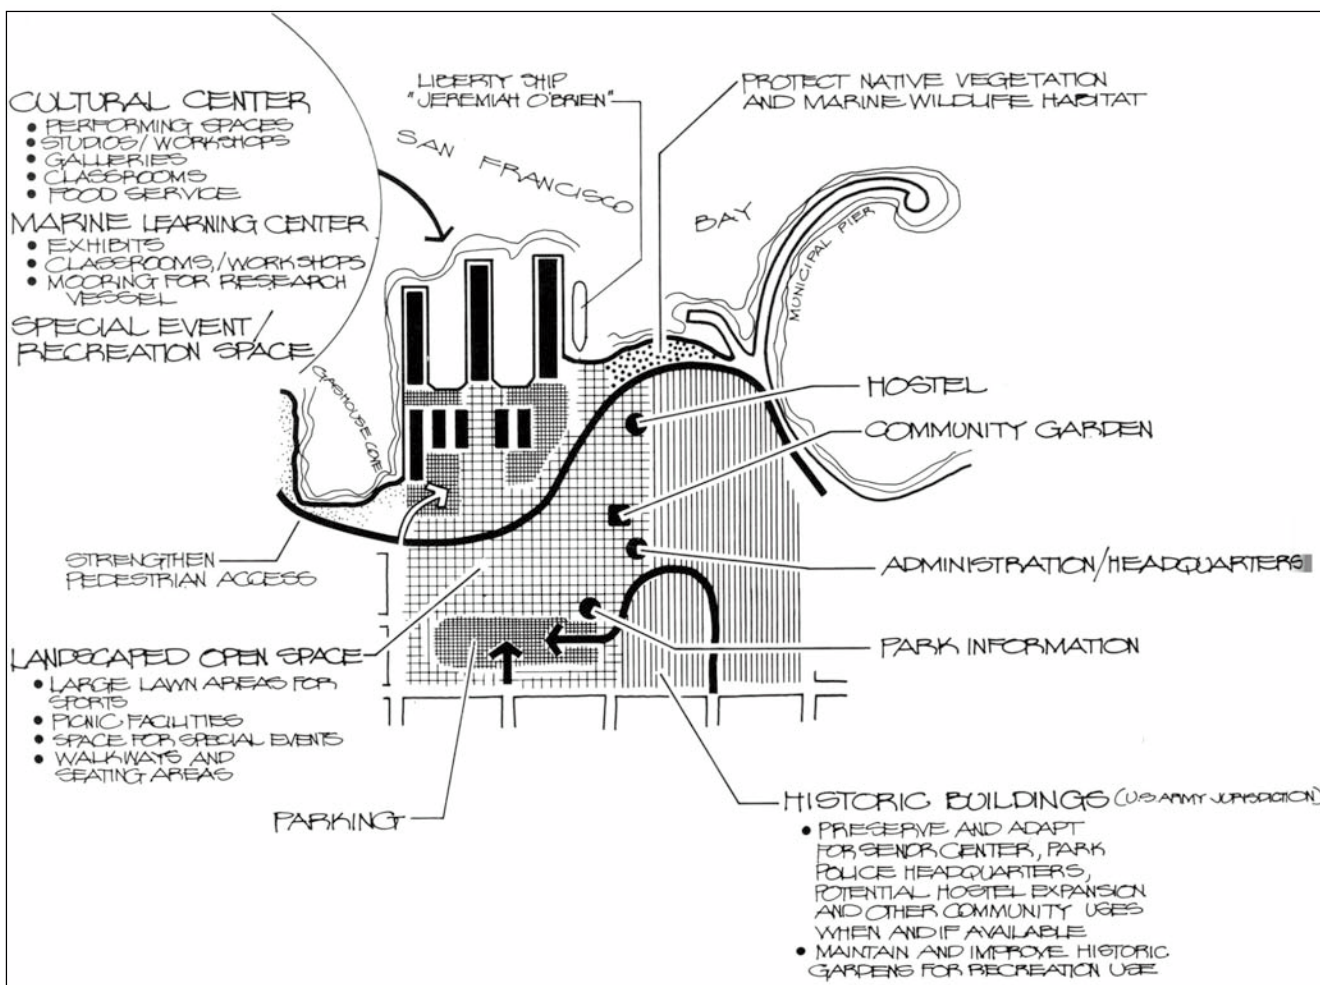 CULTURAL CENTER
• PERFORMING SPACES
• STUDIOS/WORKSHOPS
• GALLERIES
• CLASSROOMS
• FOOD SERVICE
MARINE LEARNING CENTER
• EXHIBITS
• CLASSROOMS/WORKSHOPS
• MOORING FOR RESEARCH
VESSEL
SPECIAL EVENT/
RECREATION SPACE
LIBERTY SHIP
"JEREMIAH O'BRIEN"
SAN FRANCISCO
BAY
PROTECT NATIVE VEGETATION
AND MARINE WILDLIFE HABITAT
MUNICIPAL PIER
GASHOUSE COVE
HOSTEL
COMMUNITY GARDEN
ADMINISTRATION/HEADQUARTERS
PARK INFORMATION
STRENGTHEN
PEDESTRIAN ACCESS
LANDSCAPED OPEN SPACE
• LARGE LAWN AREAS FOR
SPORTS
• PICNIC FACILITIES
• SPACE FOR SPECIAL EVENTS
• WALKWAYS AND
SEATING AREAS
PARKING
HISTORIC BUILDINGS (U.S ARMY JURISDICTION)
• PRESERVE AND ADAPT
FOR SENIOR CENTER, PARK
POLICE HEADQUARTERS,
POTENTIAL HOSTEL EXPANSION
AND OTHER COMMUNITY USES
WHEN AND IF AVAILABLE
• MAINTAIN AND IMPROVE HISTORIC
GARDENS FOR RECREATION USE